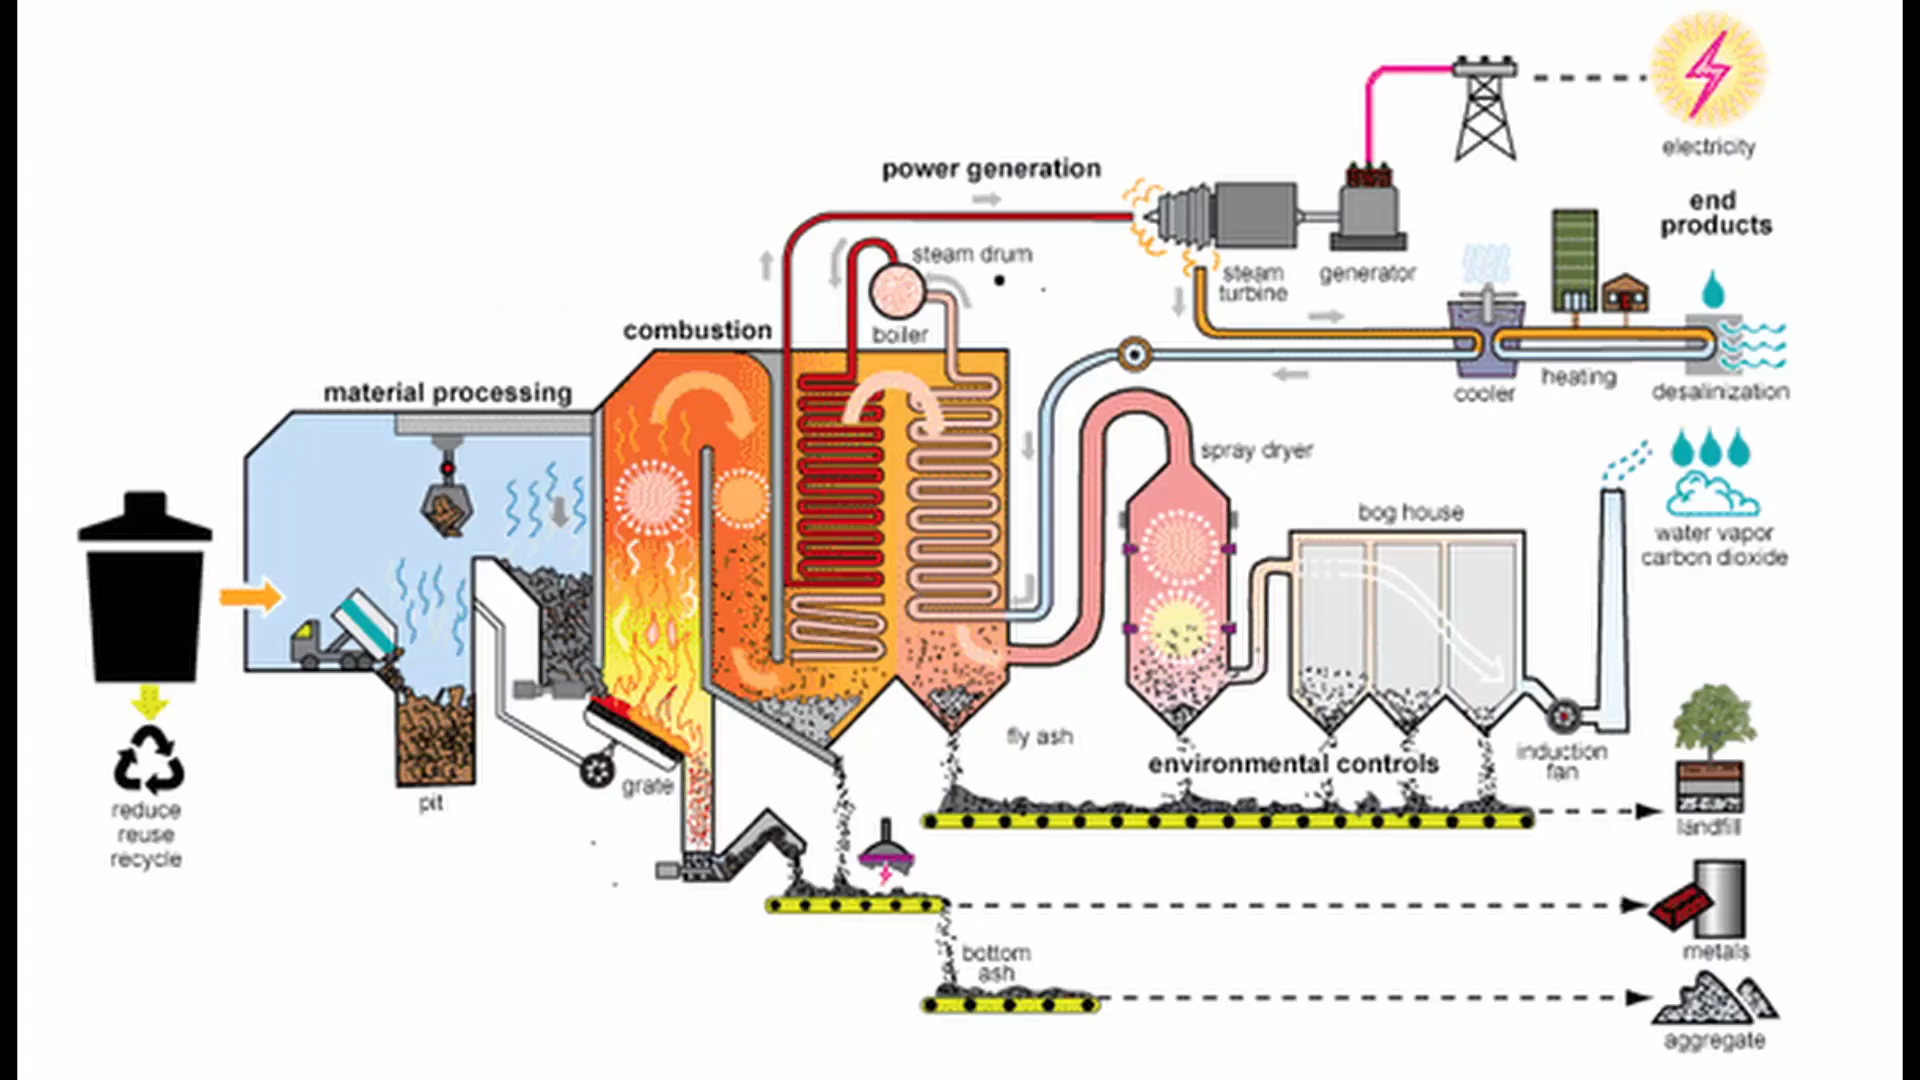 electricity
power generation
end
products
steam drum
steam
turbine
generator
boiler
combustion
material processing
cooler
heating
desalinization
spray dryer
bog house
water vapor
carbon dioxide
fly ash
environmental controls
induction
fan
grate
pit
reduce
reuse
recycle
landfill
bottom
ash
metals
aggregate